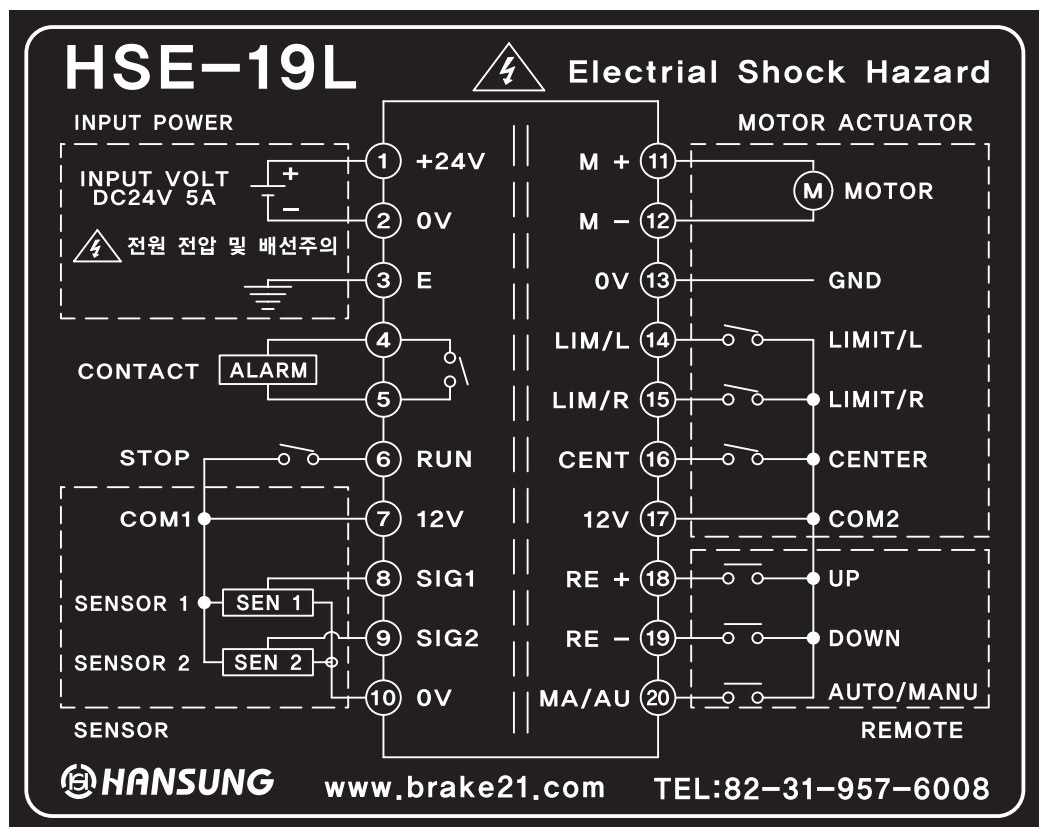 HSE-19L
Electrial Shock Hazard
INPUT POWER
MOTOR ACTUATOR
INPUT VOLT
DC24V 5A
+
−
1 +24V
2 0V
전원 전압 및 배선주의
3 E
CONTACT
ALARM
4
5
STOP
6 RUN
COM1
7 12V
8 SIG1
SENSOR 1
SEN 1
9 SIG2
SENSOR 2
SEN 2
10 0V
SENSOR
M + 11
M MOTOR
M − 12
0V 13 GND
LIM/L 14 LIMIT/L
LIM/R 15 LIMIT/R
CENT 16 CENTER
12V 17 COM2
RE + 18 UP
RE − 19 DOWN
MA/AU 20 AUTO/MANU
REMOTE
HANSUNG
www.brake21.com
TEL:82-31-957-6008